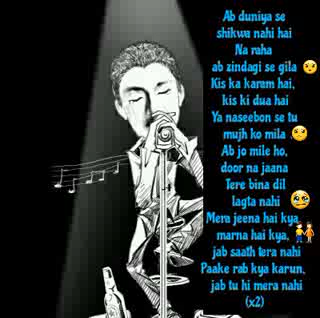 Ab duniya se
shikwa nahi hai
Na raha
ab zindagi se gila
Kis ka karam hai,
kis ki dua hai
Ya naseebon se tu
mujh ko mila
Ab jo mile ho,
door na jaana
Tere bina dil
lagta nahi
Mera jeena hai kya,
marna hai kya,
jab saath tera nahi
Paake rab kya karun,
jab tu hi mera nahi
(x2)